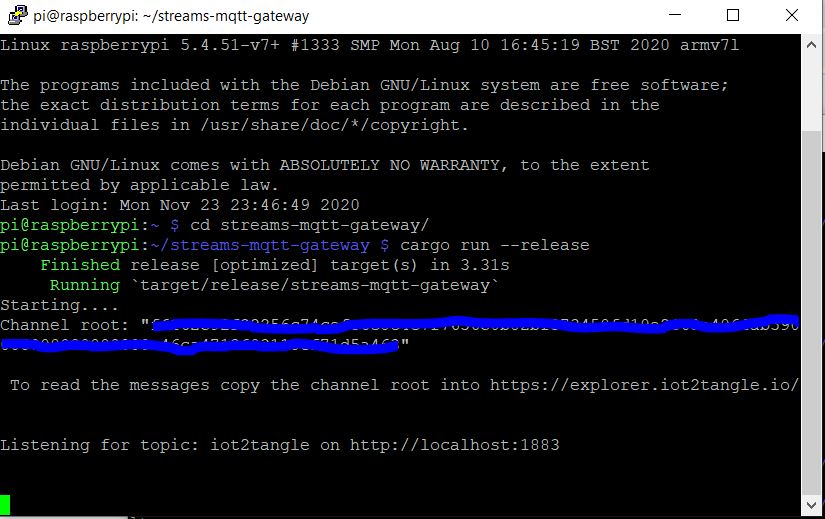 pi@raspberrypi: ~/streams-mqtt-gateway
Linux raspberrypi 5.4.51-v7+ #1333 SMP Mon Aug 10 16:45:19 BST 2020 armv7l
The programs included with the Debian GNU/Linux system are free software;
the exact distribution terms for each program are described in the
individual files in /usr/share/doc/*/copyright.
Debian GNU/Linux comes with ABSOLUTELY NO WARRANTY, to the extent
permitted by applicable law.
Last login: Mon Nov 23 23:46:49 2020
pi@raspberrypi:~ $ cd streams-mqtt-gateway/
pi@raspberrypi:~/streams-mqtt-gateway $ cargo run --release
Finished release [optimized] target(s) in 3.31s
Running `target/release/streams-mqtt-gateway`
Starting....
Channel root: "
"
To read the messages copy the channel root into https://explorer.iot2tangle.io/
Listening for topic: iot2tangle on http://localhost:1883